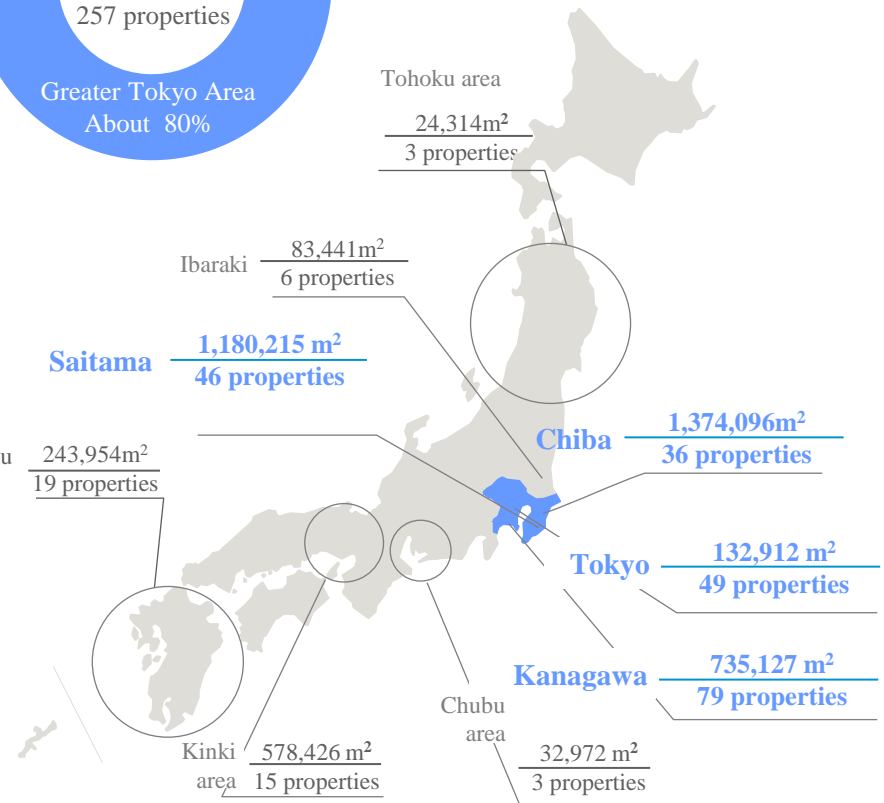 257 properties
Greater Tokyo Area
About 80%
Tohoku area
24,314m²
3 properties
Ibaraki
83,441m²
6 properties
Saitama
1,180,215 m²
46 properties
u
243,954m²
19 properties
Chiba
1,374,096m²
36 properties
Tokyo
132,912 m²
49 properties
Kanagawa
735,127 m²
79 properties
Chubu
area
32,972 m²
3 properties
Kinki
area
578,426 m²
15 properties